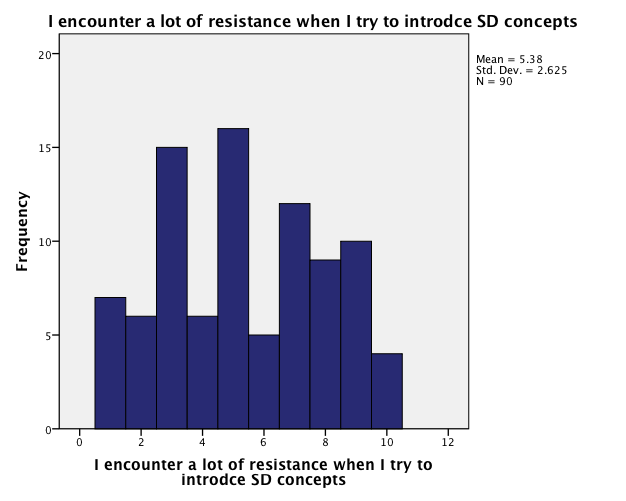 I encounter a lot of resistance when I try to introdce SD concepts
Mean = 5.38
Std. Dev. = 2.625
N = 90
Frequency
20
15
10
5
0
0 2 4 6 8 10 12
I encounter a lot of resistance when I try to
introdce SD concepts